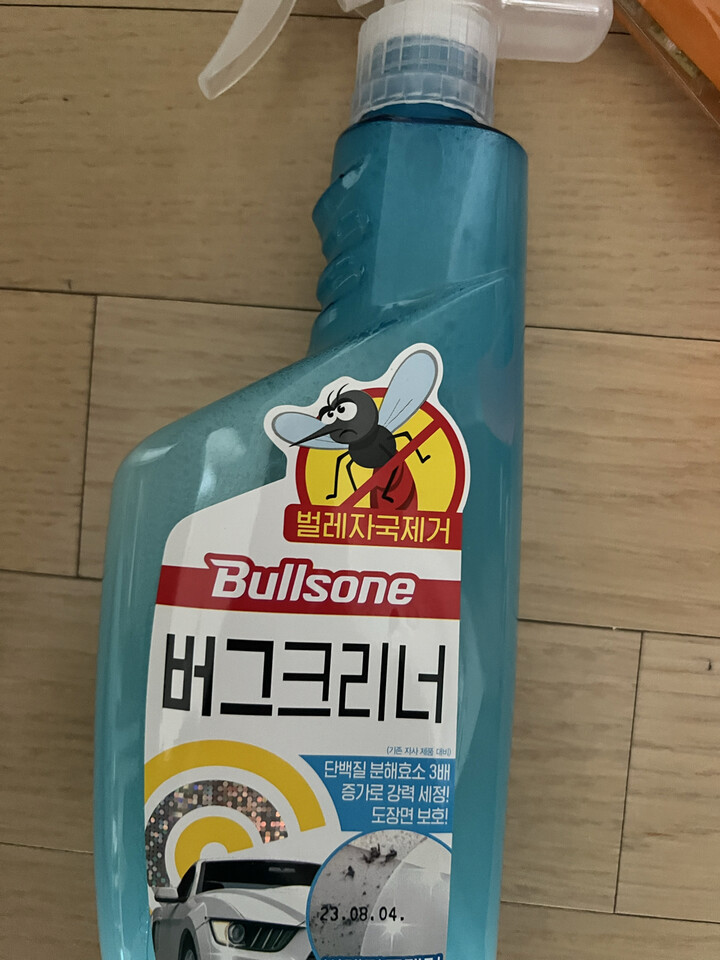 벌레자국제거
Bullsone
버그크리너
(기존 자사 제품 대비)
단백질 분해효소 3배
증가로 강력 세정!
도장면 보호!
23.08.04.